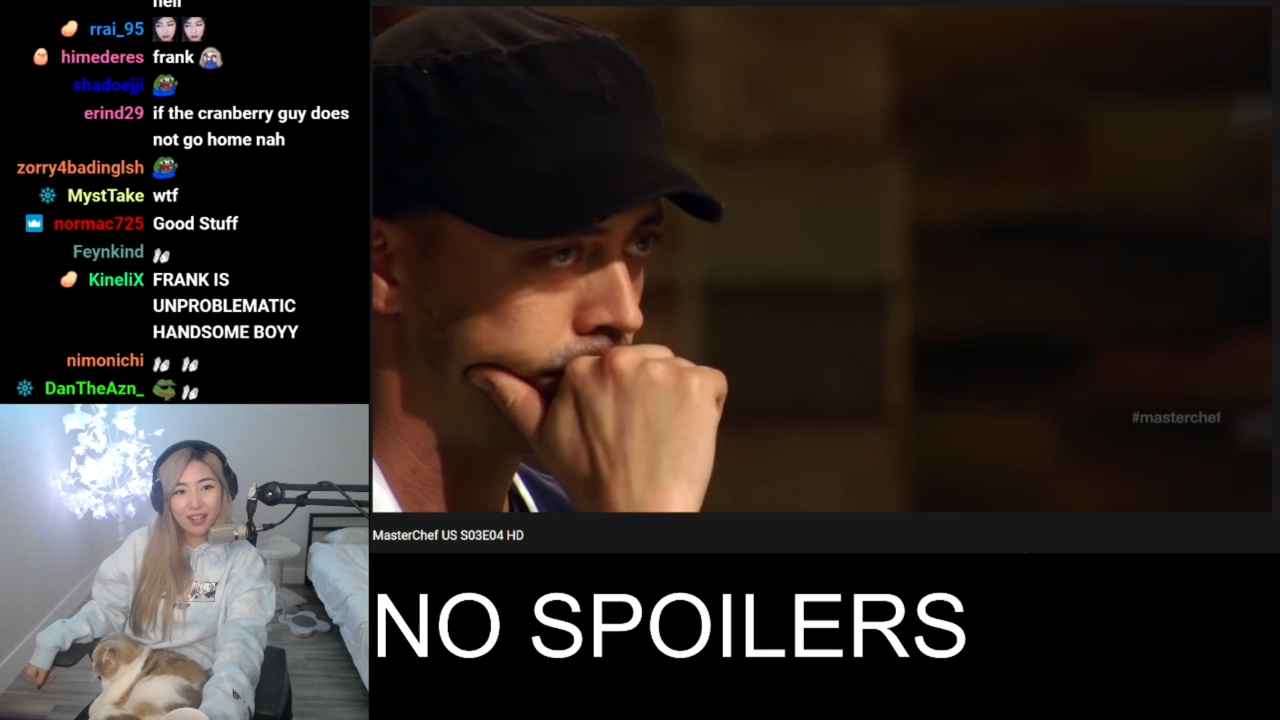 hell
rrai_95
himederes frank
shadoejji
erind29 if the cranberry guy does
not go home nah
zorry4badinglsh
MystTake wtf
normac725 Good Stuff
Feynkind
KineliX FRANK IS
UNPROBLEMATIC
HANDSOME BOYY
nimonichi
DanTheAzn_
#masterchef
MasterChef US S03E04 HD
NO SPOILERS